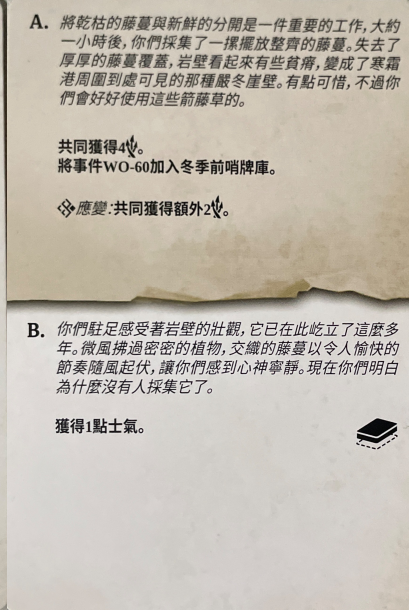 A. 將乾枯的藤蔓與新鮮的分開是一件重要的工作，大約
一小時後，你們採集了一摞擺放整齊的藤蔓。失去了
厚厚的藤蔓覆蓋，岩壁看起來有些貧瘠，變成了寒霜
港周圍到處可見的那種嚴冬崖壁。有點可惜，不過你
們會好好使用這些箭藤草的。
共同獲得4。
將事件WO-60加入冬季前哨牌庫。
應變：共同獲得額外2。
B. 你們駐足感受著岩壁的壯觀，它已在此屹立了這麼多
年。微風拂過密密的植物，交織的藤蔓以令人愉快的
節奏隨風起伏，讓你們感到心神寧靜。現在你們明白
為什麼沒有人採集它了。
獲得1點士氣。